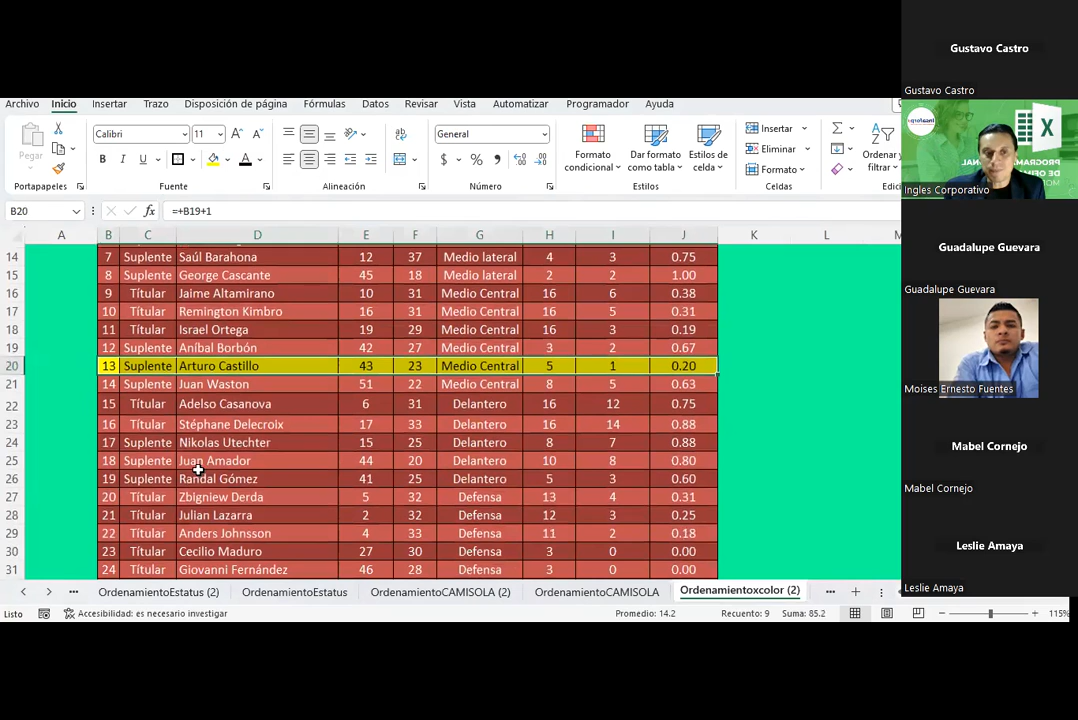 Gustavo Castro
Gustavo Castro
Archivo Inicio Insertar Trazo Disposición de página Fórmulas Datos Revisar Vista Automatizar Programador Ayuda
Pegar
Calibri 11
General
Formato condicional
Dar formato como tabla
Estilos de celda
Insertar
Eliminar
Formato
Ordenar y
Portapapeles Fuente Alineación Número Estilos Celdas
B20 fx =+B19+1
A B C D E F G H I J K L
14 7 Suplente Saúl Barahona 12 37 Medio lateral 4 3 0.75
15 8 Suplente George Cascante 45 18 Medio lateral 2 2 1.00
16 9 Títular Jaime Altamirano 10 31 Medio Central 16 6 0.38
17 10 Títular Remington Kimbro 16 31 Medio Central 16 5 0.31
18 11 Títular Israel Ortega 19 29 Medio Central 16 3 0.19
19 12 Suplente Aníbal Borbón 42 27 Medio Central 3 2 0.67
20 13 Suplente Arturo Castillo 43 23 Medio Central 5 1 0.20
21 14 Suplente Juan Waston 51 22 Medio Central 8 5 0.63
22 15 Títular Adelso Casanova 6 31 Delantero 16 12 0.75
23 16 Títular Stéphane Delecroix 17 33 Delantero 16 14 0.88
24 17 Suplente Nikolas Utechter 15 25 Delantero 8 7 0.88
25 18 Suplente Juan Amador 44 20 Delantero 10 8 0.80
26 19 Suplente Randal Gómez 41 25 Delantero 5 3 0.60
27 20 Títular Zbigniew Derda 5 32 Defensa 13 4 0.31
28 21 Títular Julian Lazarra 2 32 Defensa 12 3 0.25
29 22 Títular Anders Johnsson 4 33 Defensa 11 2 0.18
30 23 Títular Cecilio Maduro 27 30 Defensa 3 0 0.00
31 24 Títular Giovanni Fernández 46 28 Defensa 3 0 0.00
OrdenamientoEstatus (2) OrdenamientoEstatus OrdenamientoCAMISOLA (2) OrdenamientoCAMISOLA Ordenamientoxcolor (2)
Listo Accesibilidad: es necesario investigar Promedio: 14.2 Recuento: 9 Suma: 85.2 115%
Ingles Corporativo
Guadalupe Guevara
Guadalupe Guevara
Moises Ernesto Fuentes
Mabel Cornejo
Mabel Cornejo
Leslie Amaya
Leslie Amaya